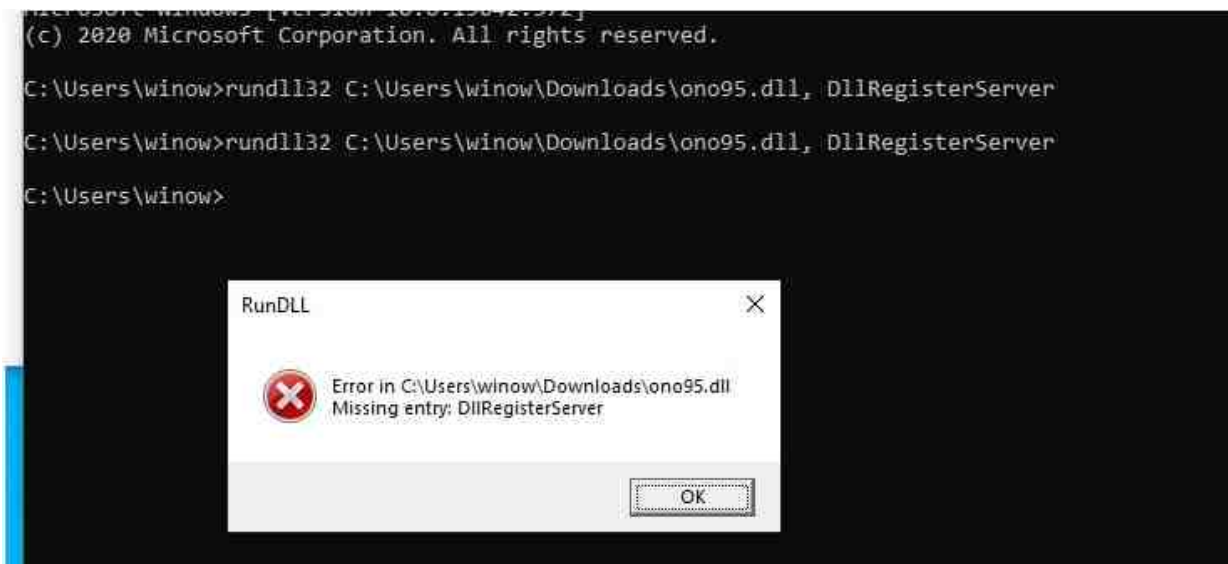 (c) 2020 Microsoft Corporation. All rights reserved.
C:\Users\winow>rundll32 C:\Users\winow\Downloads\ono95.dll, DllRegisterServer
C:\Users\winow>rundll32 C:\Users\winow\Downloads\ono95.dll, DllRegisterServer
C:\Users\winow>
RunDLL
Error in C:\Users\winow\Downloads\ono95.dll
Missing entry: DllRegisterServer
OK